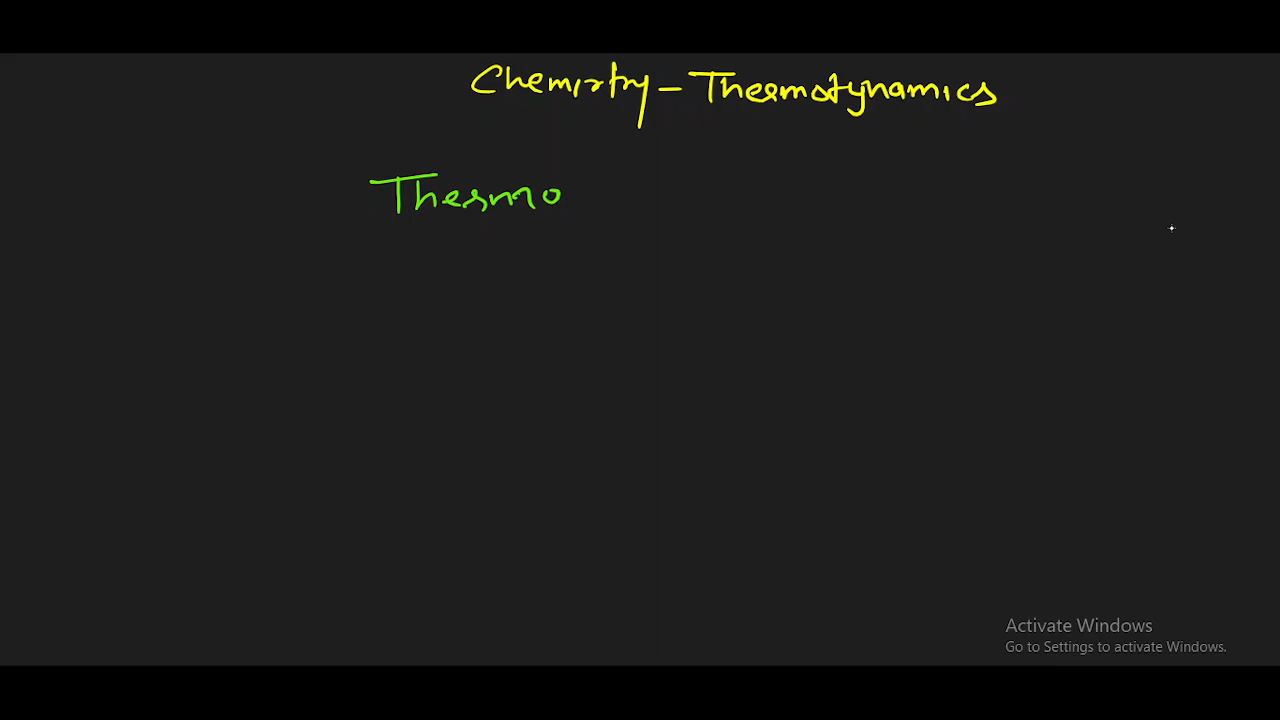 Chemistry - Thermodynamics
Thermo
Activate Windows
Go to Settings to activate Windows.